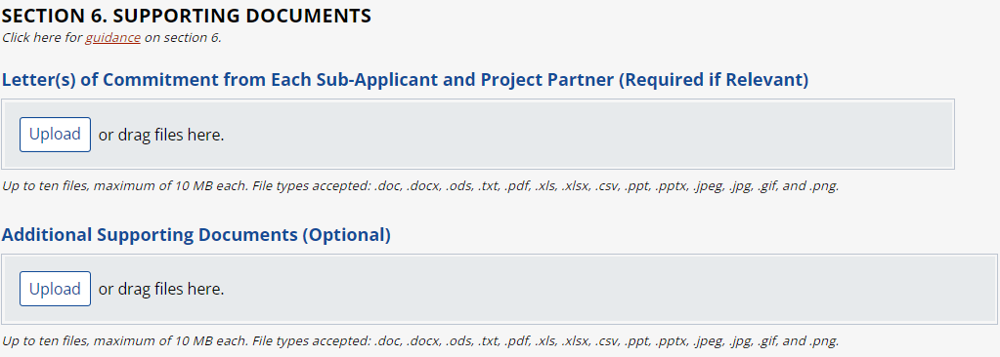 SECTION 6. SUPPORTING DOCUMENTS
Click here for guidance on section 6.
Letter(s) of Commitment from Each Sub-Applicant and Project Partner (Required if Relevant)
Upload or drag files here.
Up to ten files, maximum of 10 MB each. File types accepted: .doc, .docx, .ods, .txt, .pdf, .xls, .xlsx, .csv, .ppt, .pptx, .jpeg, .jpg, .gif, and .png.
Additional Supporting Documents (Optional)
Upload or drag files here.
Up to ten files, maximum of 10 MB each. File types accepted: .doc, .docx, .ods, .txt, .pdf, .xls, .xlsx, .csv, .ppt, .pptx, .jpeg, .jpg, .gif, and .png.